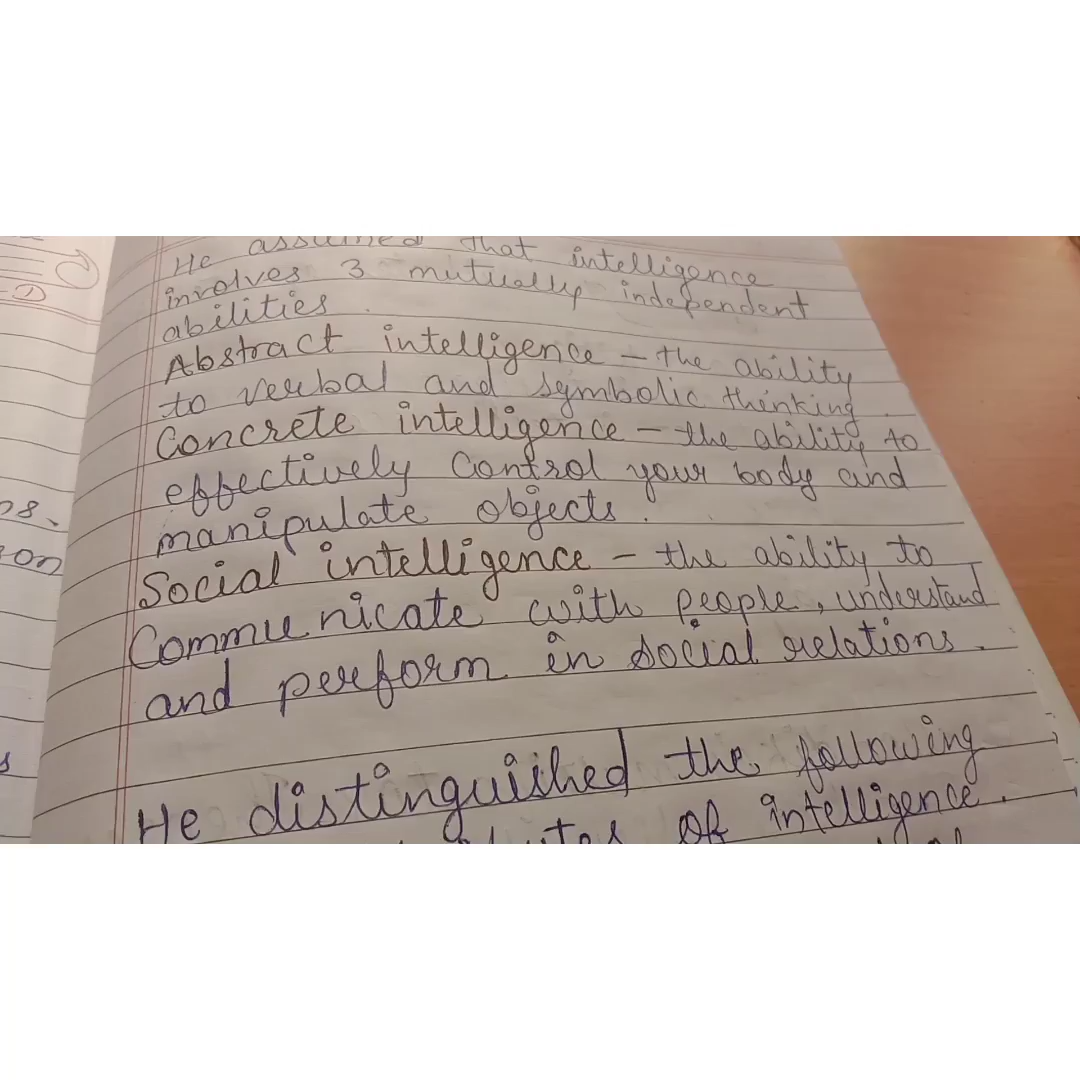 He assumed that intelligence
involves 3 mutually independent
abilities.
Abstract intelligence – the ability
to verbal and symbolic thinking.
Concrete intelligence – the ability to
effectively control your body and
manipulate objects.
Social intelligence – the ability to
Communicate with people, understand
and perform in social relations.
He distinguished the following
of intelligence.
08.
on